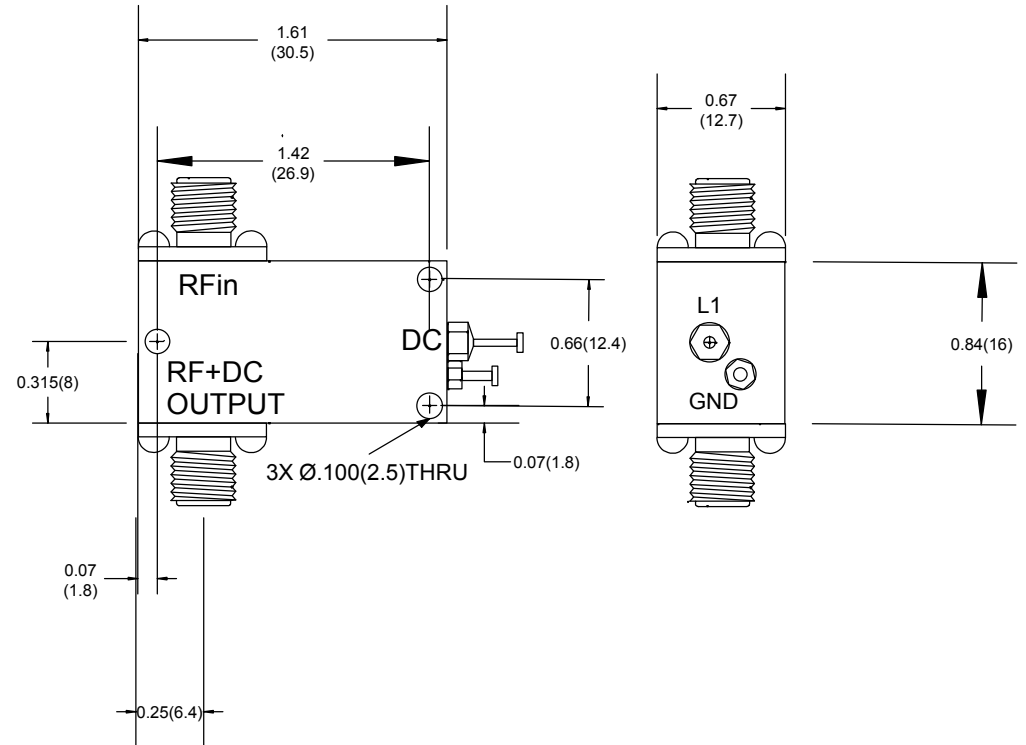 1.61
(30.5)
0.67
(12.7)
1.42
(26.9)
RFin
L1
DC
0.66(12.4)
0.84(16)
0.315(8)
RF+DC
OUTPUT
GND
0.07(1.8)
3X Ø.100(2.5)THRU
0.07
(1.8)
0.25(6.4)